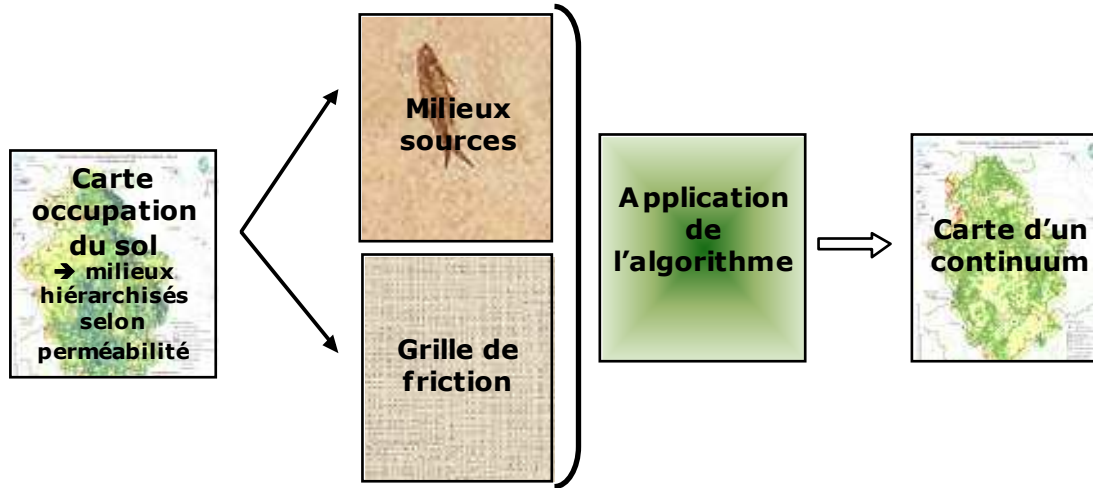 Carte
occupation
du sol
➔ milieux
hiérarchisés
selon
perméabilité
Milieux
sources
Grille de
friction
Application
de
l'algorithme
Carte d'un
continuum